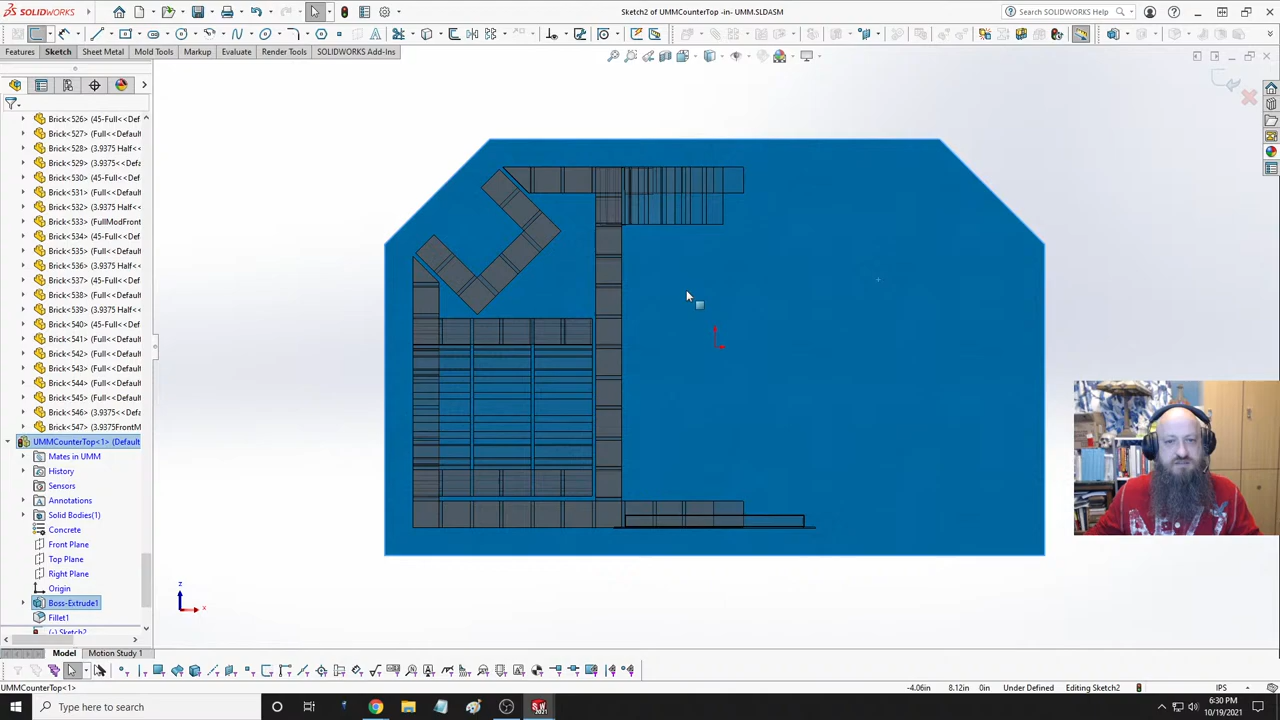 SOLIDWORKS
Sketch2 of UMMCounterTop -in- UMM.SLDASM
Search SOLIDWORKS Help
Features Sketch Sheet Metal Mold Tools Markup Evaluate Render Tools SOLIDWORKS Add-Ins
Brick<526> (45-Full<<Def
Brick<527> (Full<<Default
Brick<528> (3.9375 Half<<
Brick<529> (3.9375<<Defa
Brick<530> (45-Full<<Def
Brick<531> (Full<<Default
Brick<532> (3.9375 Half<<
Brick<533> (FullModFront
Brick<534> (45-Full<<Def
Brick<535> (Full<<Default
Brick<536> (3.9375 Half<
Brick<537> (45-Full<<Def
Brick<538> (Full<<Default
Brick<539> (3.9375 Half<<
Brick<540> (45-Full<<Def
Brick<541> (Full<<Default
Brick<542> (3.9375<<Defa
Brick<543> (Full<<Default
Brick<544> (3.9375 Half<<
Brick<545> (Full<<Default
Brick<546> (3.9375<<Def
Brick<547> (3.9375FrontM
UMMCounterTop<1> (Default
Mates in UMM
History
Sensors
Annotations
Solid Bodies(1)
Concrete
Front Plane
Top Plane
Right Plane
Origin
Boss-Extrude1
Fillet1
(-) Sketch2
z
x
Model Motion Study 1
UMMCounterTop<1>
-4.06in 8.12in 0in Under Defined Editing Sketch2 IPS
Type here to search
6:30 PM
10/19/2021